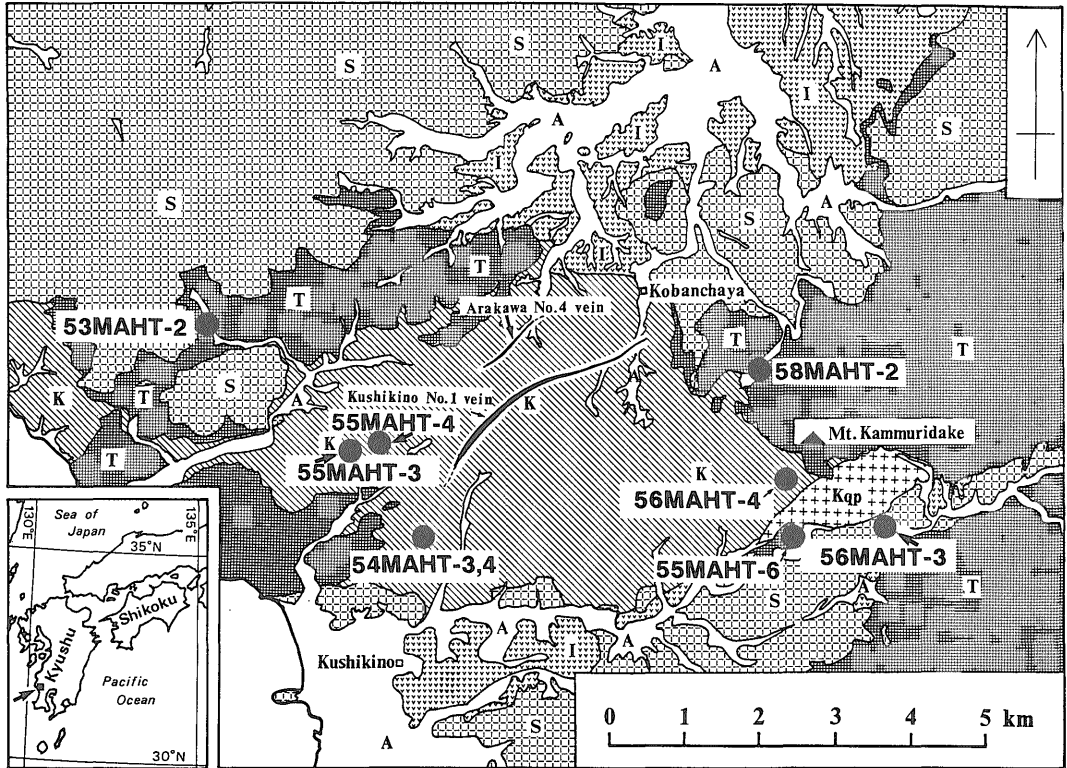 S
I
A
S
I
A
S
I
I
S
S
T
A
I
T
Kobanchaya
Arakawa No.4 vein
53MAHT-2
T
T
58MAHT-2
K
T
S
A
Kushikino No.1 vein
K
A
55MAHT-4
Mt. Kammuridake
K
55MAHT-3
T
K
56MAHT-4
Kqp
54MAHT-3,4
55MAHT-6
56MAHT-3
S
A
T
A
I
A
Kushikino
S
A
0 1 2 3 4 5 km
130°E
135°E
Sea of
Japan
35°N
Shikoku
Kyushu
Pacific
Ocean
30°N